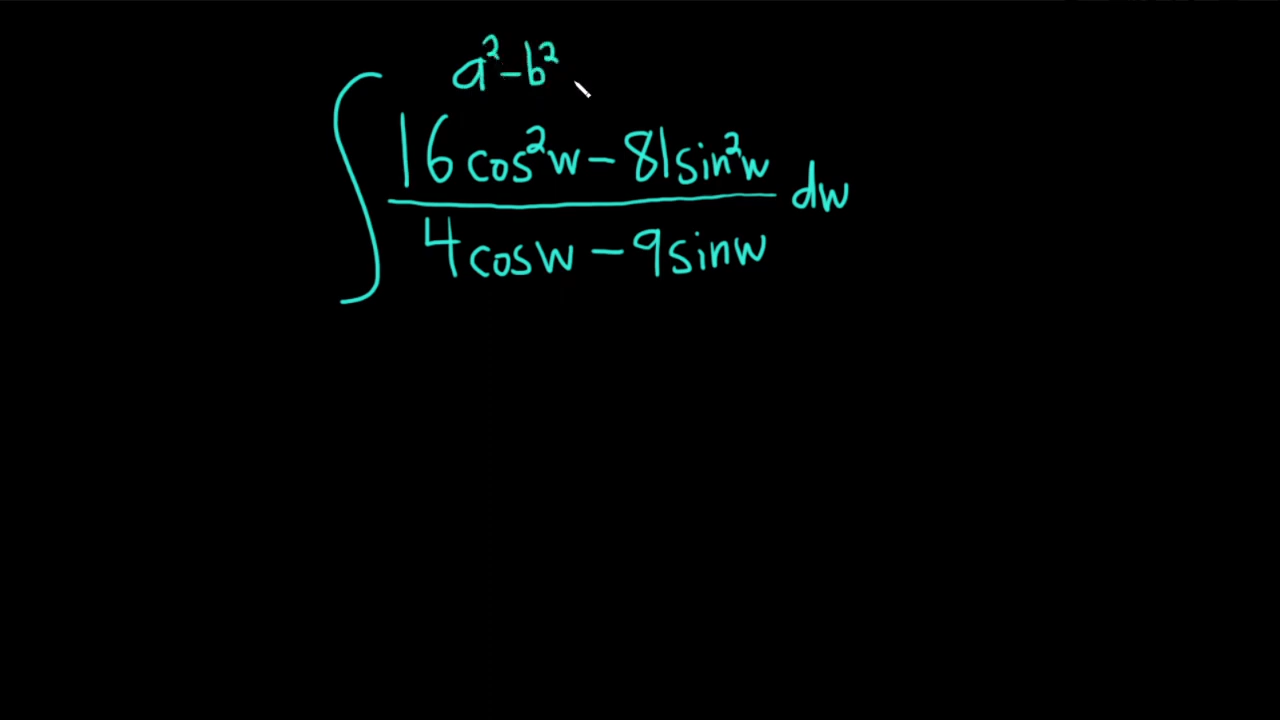 a²-b²
∫ (16cos²w - 81sin²w)/(4cosw - 9sinw) dw